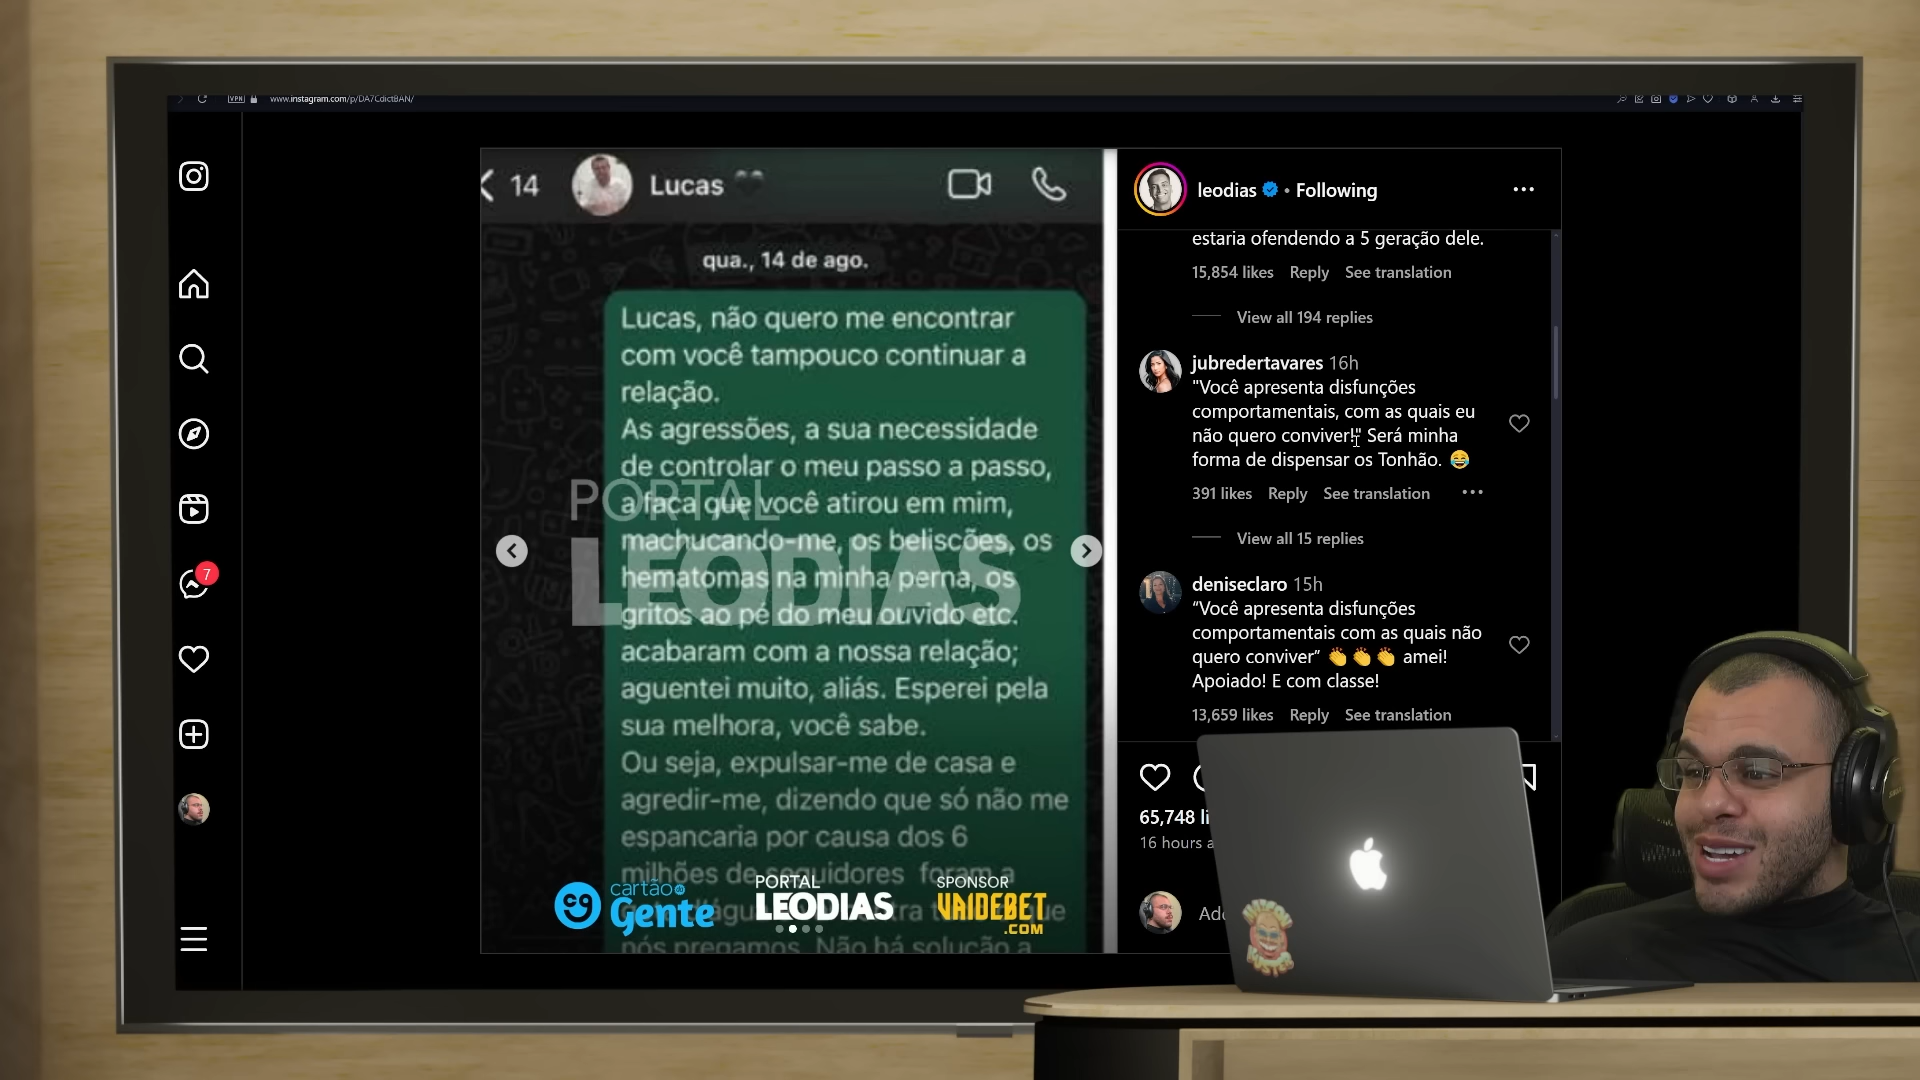 VPN
www.instagram.com/p/DA7CdictBAN/
14
Lucas
qua., 14 de ago.
Lucas, não quero me encontrar
com você tampouco continuar a
relação.
As agressões, a sua necessidade
de controlar o meu passo a passo,
a faca que você atirou em mim,
machucando-me, os beliscões, os
hematomas na minha perna, os
gritos ao pé do meu ouvido etc.
acabaram com a nossa relação;
aguentei muito, aliás. Esperei pela
sua melhora, você sabe.
Ou seja, expulsar-me de casa e
agredir-me, dizendo que só não me
espancaria por causa dos 6
milhões de seguidores foram a
nós pregamos. Não há solução a
PORTAL
LEODIAS
cartão
Gente
PORTAL
LEODIAS
SPONSOR
VAIDEBET
.COM
7
leodias • Following
estaria ofendendo a 5 geração dele.
15,854 likes Reply See translation
View all 194 replies
jubredertavares 16h
"Você apresenta disfunções
comportamentais, com as quais eu
não quero conviver!" Será minha
forma de dispensar os Tonhão. 😂
391 likes Reply See translation
View all 15 replies
deniseclaro 15h
“Você apresenta disfunções
comportamentais com as quais não
quero conviver” 👏👏👏 amei!
Apoiado! E com classe!
13,659 likes Reply See translation
65,748 li
16 hours a